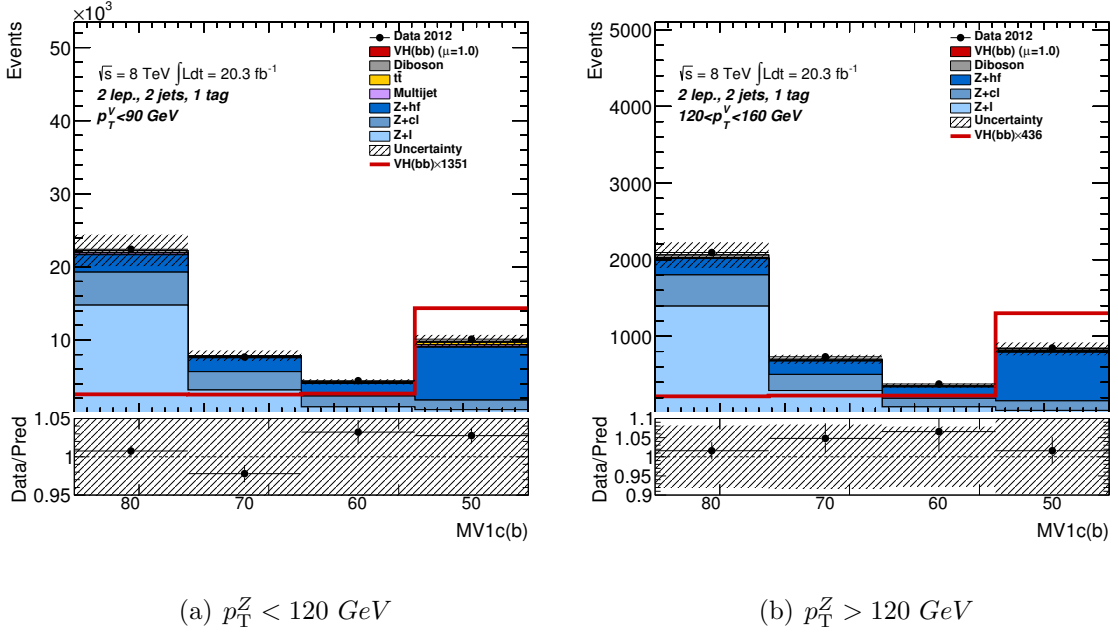 ×10³
Events
50
40
30
20
10
√s = 8 TeV ∫Ldt = 20.3 fb⁻¹
2 lep., 2 jets, 1 tag
p_T^V<90 GeV
Data 2012
VH(bb) (μ=1.0)
Diboson
tt̄
Multijet
Z+hf
Z+cl
Z+l
Uncertainty
VH(bb)×1351
Data/Pred
1.05
1
0.95
80
70
60
50
MV1c(b)
(a) p_T^Z < 120 GeV
Events
5000
4000
3000
2000
1000
√s = 8 TeV ∫Ldt = 20.3 fb⁻¹
2 lep., 2 jets, 1 tag
120<p_T^V<160 GeV
Data 2012
VH(bb) (μ=1.0)
Diboson
Z+hf
Z+cl
Z+l
Uncertainty
VH(bb)×436
Data/Pred
1.1
1.05
1
0.95
0.9
80
70
60
50
MV1c(b)
(b) p_T^Z > 120 GeV